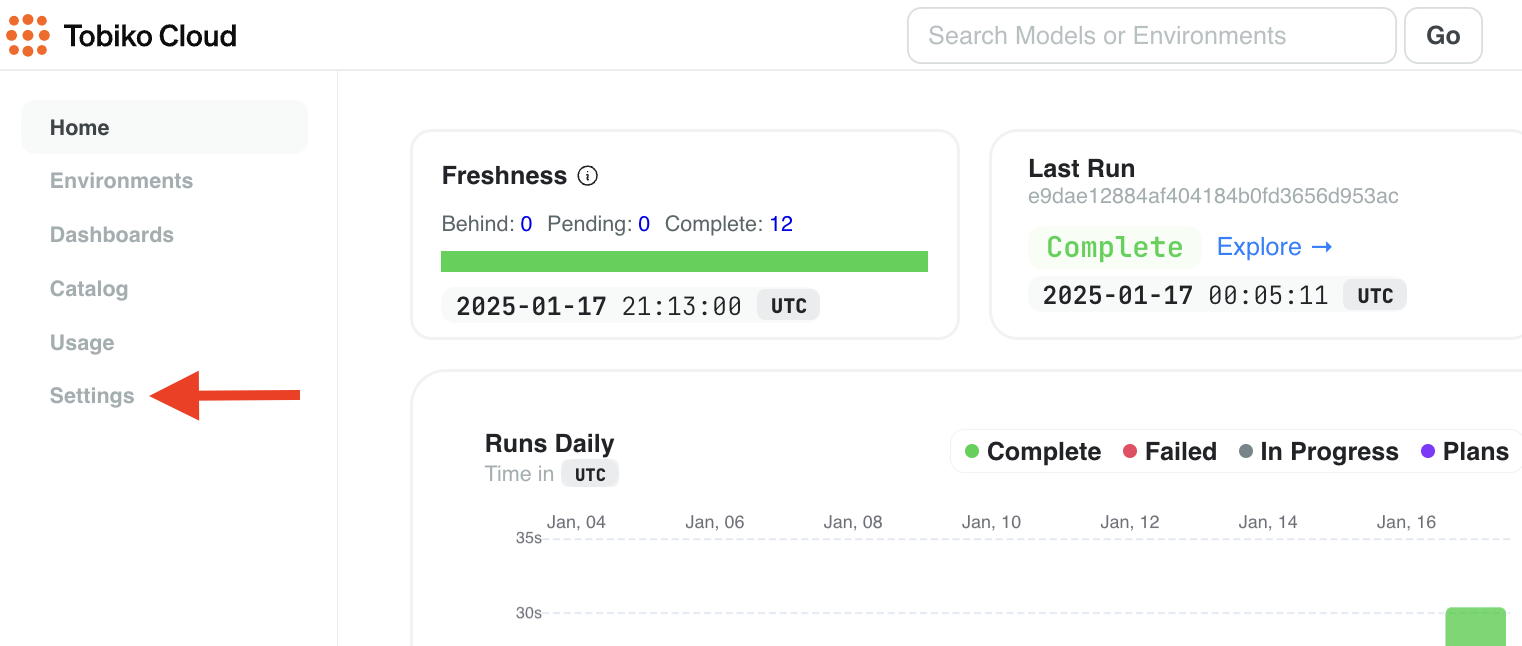 Tobiko Cloud
Search Models or Environments
Go
Home
Environments
Dashboards
Catalog
Usage
Settings
Freshness
Behind: 0 Pending: 0 Complete: 12
2025-01-17 21:13:00 UTC
Last Run
e9dae12884af404184b0fd3656d953ac
Complete Explore →
2025-01-17 00:05:11 UTC
Runs Daily
Time in UTC
Complete Failed In Progress Plans
Jan, 04 Jan, 06 Jan, 08 Jan, 10 Jan, 12 Jan, 14 Jan, 16
35s
30s